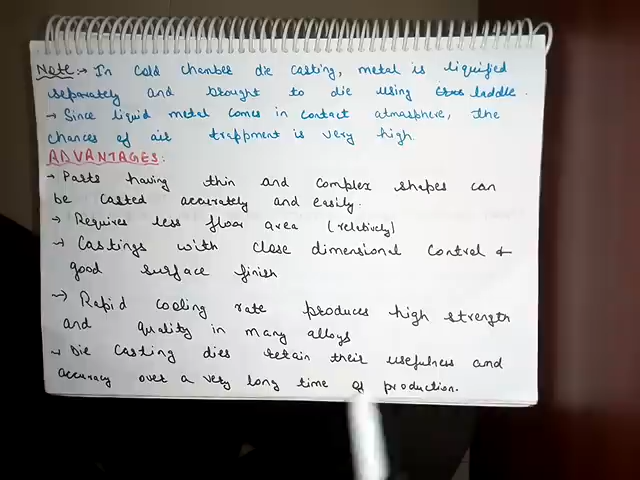 Note:→ In cold chamber die casting, metal is liquified
separately and brought to die using laddle.
→ Since liquid metal comes in contact atmasphere, the
chances of air trappment is very high.
ADVANTAGES:
→ Parts having thin and complex shapes can
be casted accurately and easily.
→ Requires less floor area (relatively)
→ Castings with close dimensional control &
good surface finish
→ Rapid cooling rate produces high strength
and quality in many alloys
→ Die casting dies retain their usefulness and
accuracy over a very long time of production.